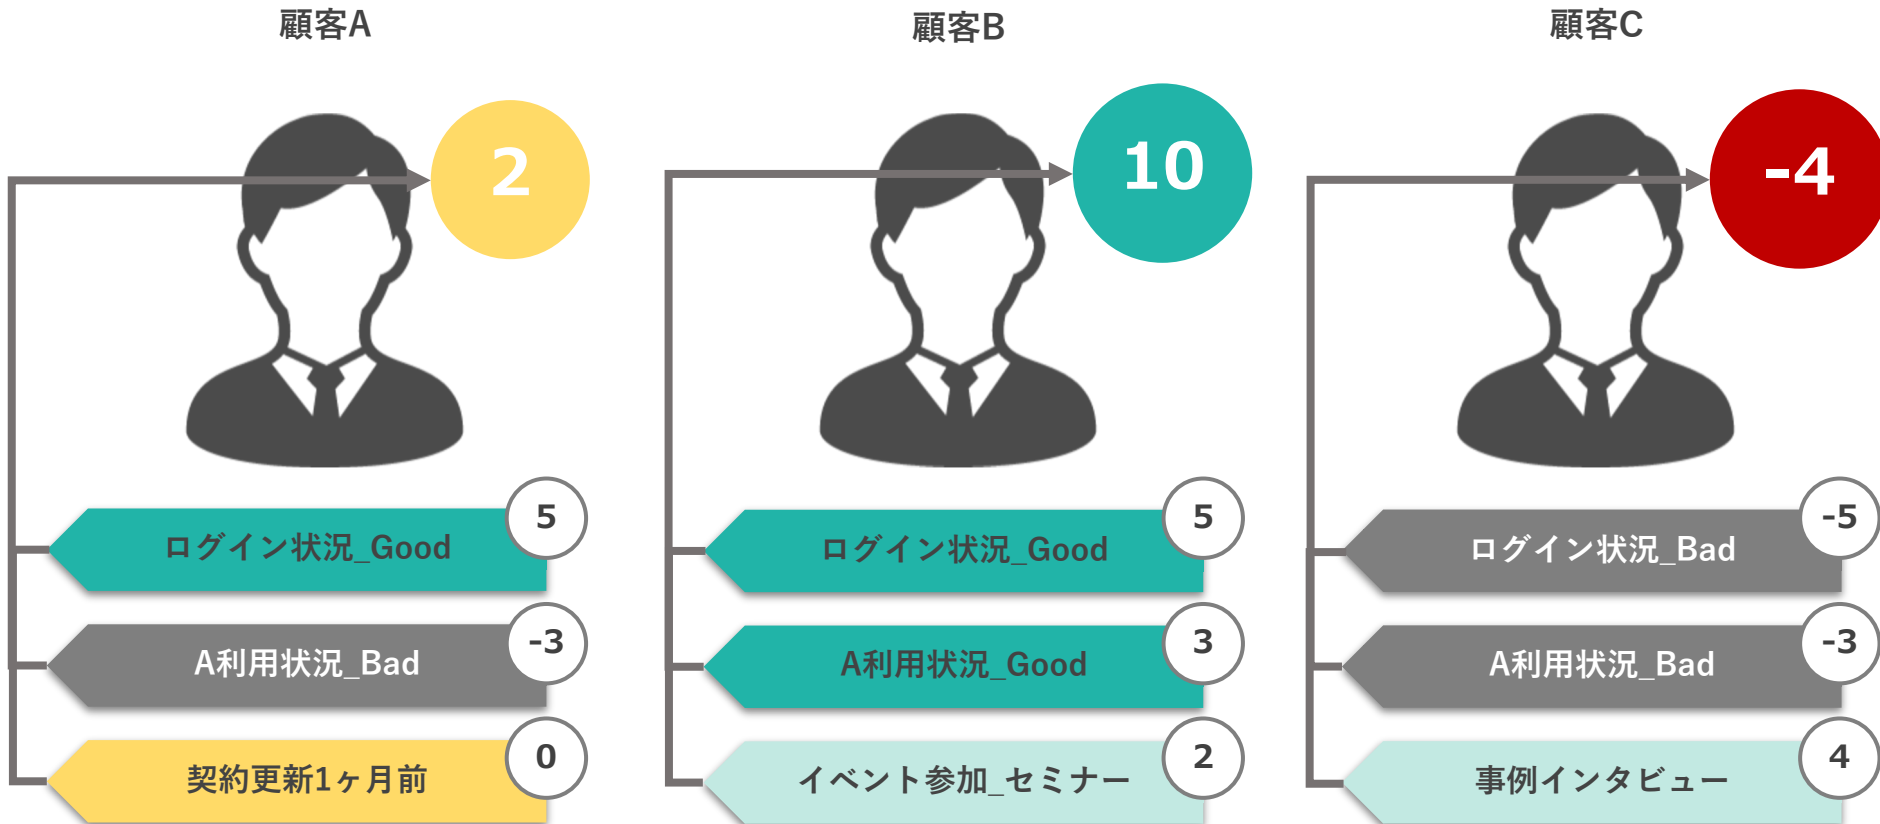 顧客A
2
ログイン状況_Good
5
A利用状況_Bad
-3
契約更新1ヶ月前
0
顧客B
10
ログイン状況_Good
5
A利用状況_Good
3
イベント参加_セミナー
2
顧客C
-4
ログイン状況_Bad
-5
A利用状況_Bad
-3
事例インタビュー
4